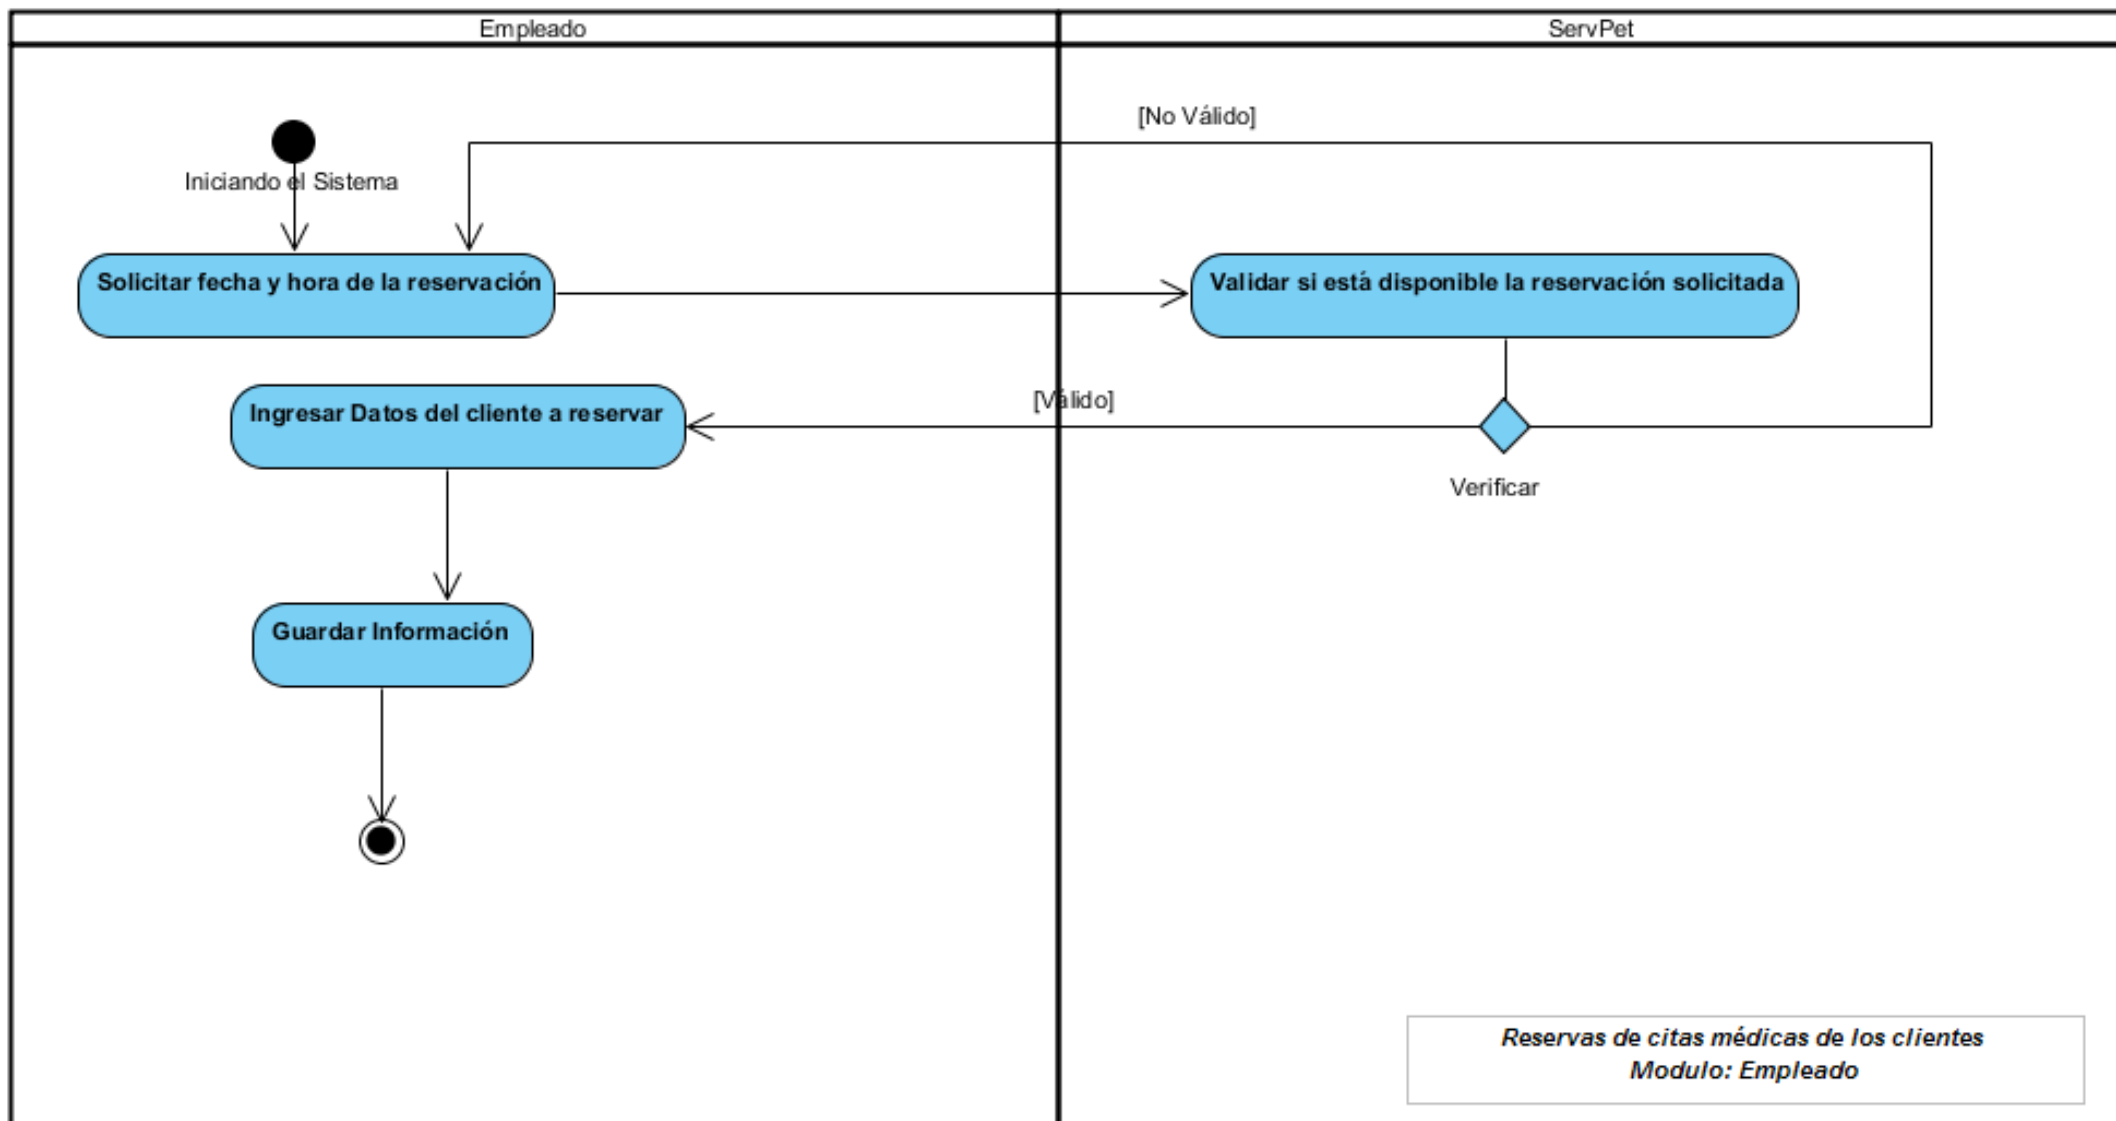 Empleado
ServPet
[No Válido]
Iniciando el Sistema
Solicitar fecha y hora de la reservación
Validar si está disponible la reservación solicitada
[Válido]
Ingresar Datos del cliente a reservar
Verificar
Guardar Información
Reservas de citas médicas de los clientes
Modulo: Empleado